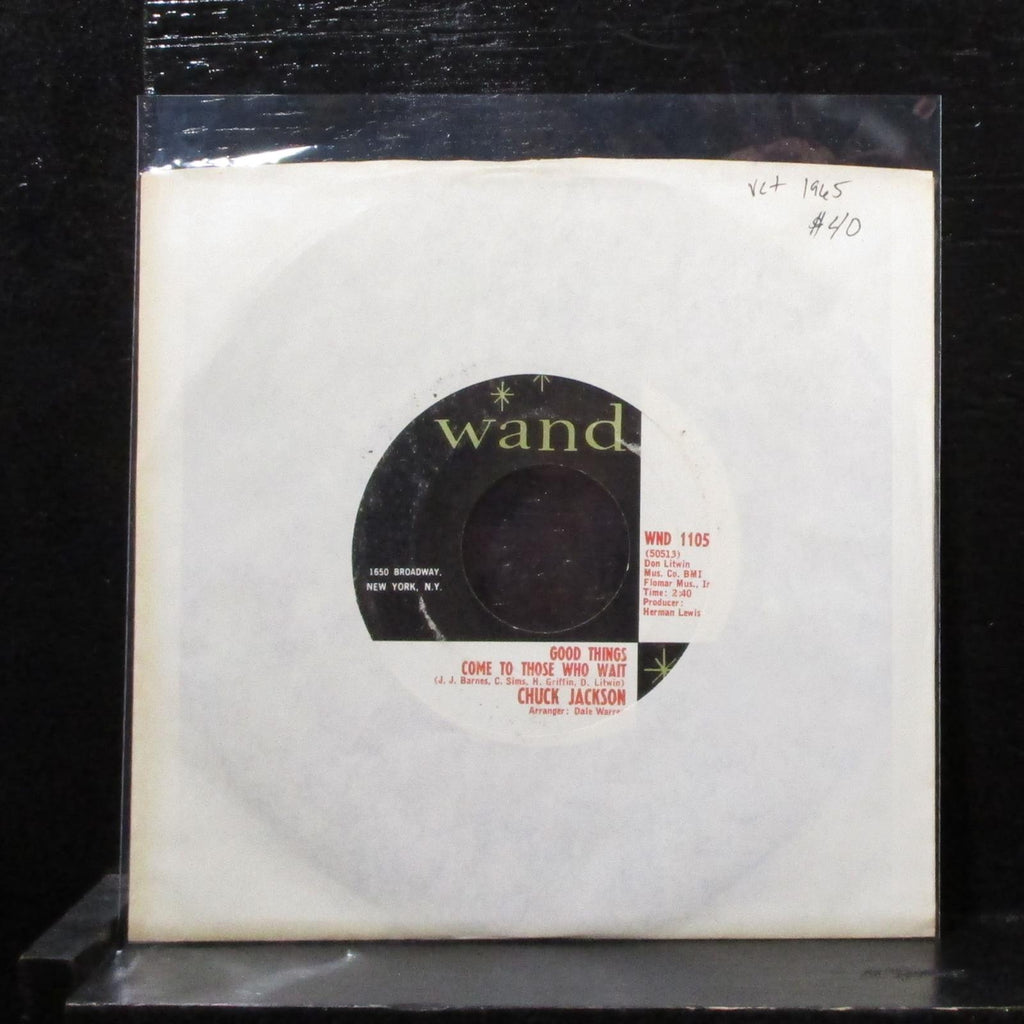 vct 1965
$40
wand
WND 1105
(50513)
Don Litwin
Mus. Co. BMI
Flomar Mus., Ir
Time: 2:40
Producer:
Herman Lewis
1650 BROADWAY,
NEW YORK, N.Y.
GOOD THINGS
COME TO THOSE WHO WAIT
(J. J. Barnes, C. Sims, H. Griffin, D. Litwin)
CHUCK JACKSON
Arranger: Dale Warre